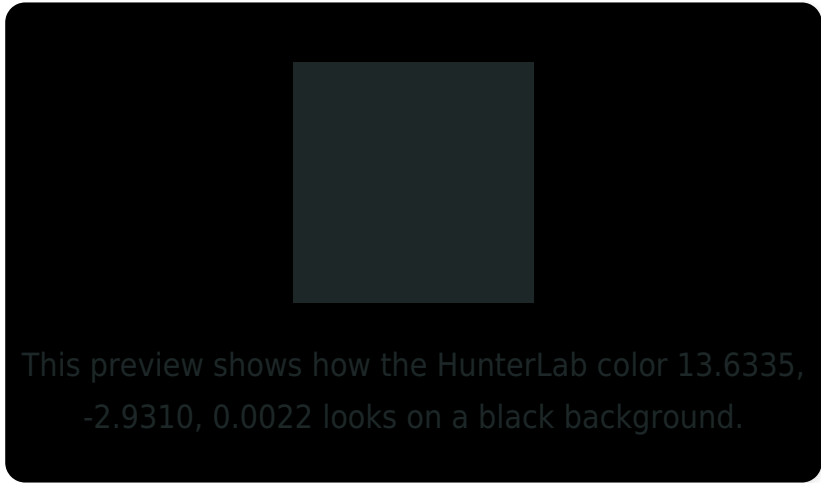 This preview shows how the HunterLab color 13.6335,
-2.9310, 0.0022 looks on a black background.